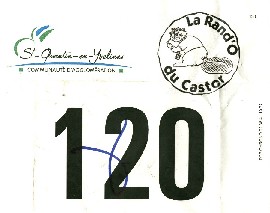 St-Quentin-en-Yvelines
COMMUNAUTÉ D'AGGLOMÉRATION
La Rand'O
du Castor
120